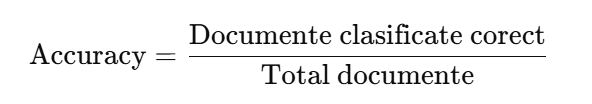 Accuracy = Documente clasificate corect
Total documente